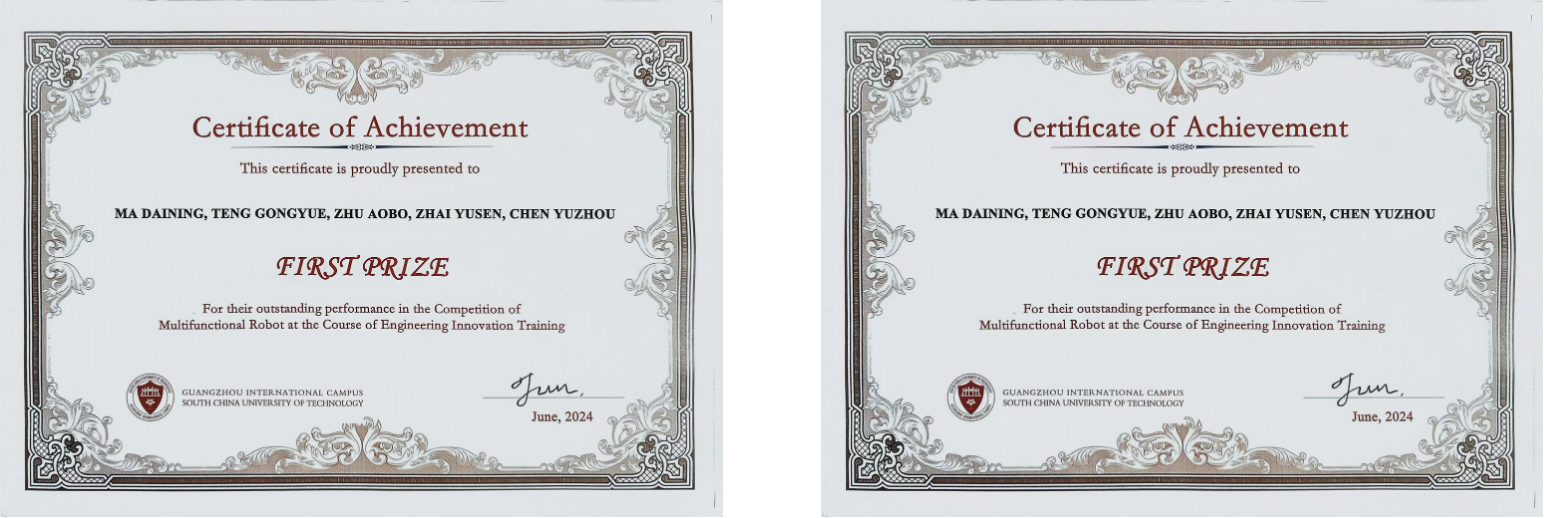 Certificate of Achievement
This certificate is proudly presented to
MA DAINING, TENG GONGYUE, ZHU AOBO, ZHAI YUSEN, CHEN YUZHOU
FIRST PRIZE
For their outstanding performance in the Competition of
Multifunctional Robot at the Course of Engineering Innovation Training
GUANGZHOU INTERNATIONAL CAMPUS
SOUTH CHINA UNIVERSITY OF TECHNOLOGY
June, 2024
Certificate of Achievement
This certificate is proudly presented to
MA DAINING, TENG GONGYUE, ZHU AOBO, ZHAI YUSEN, CHEN YUZHOU
FIRST PRIZE
For their outstanding performance in the Competition of
Multifunctional Robot at the Course of Engineering Innovation Training
GUANGZHOU INTERNATIONAL CAMPUS
SOUTH CHINA UNIVERSITY OF TECHNOLOGY
June, 2024